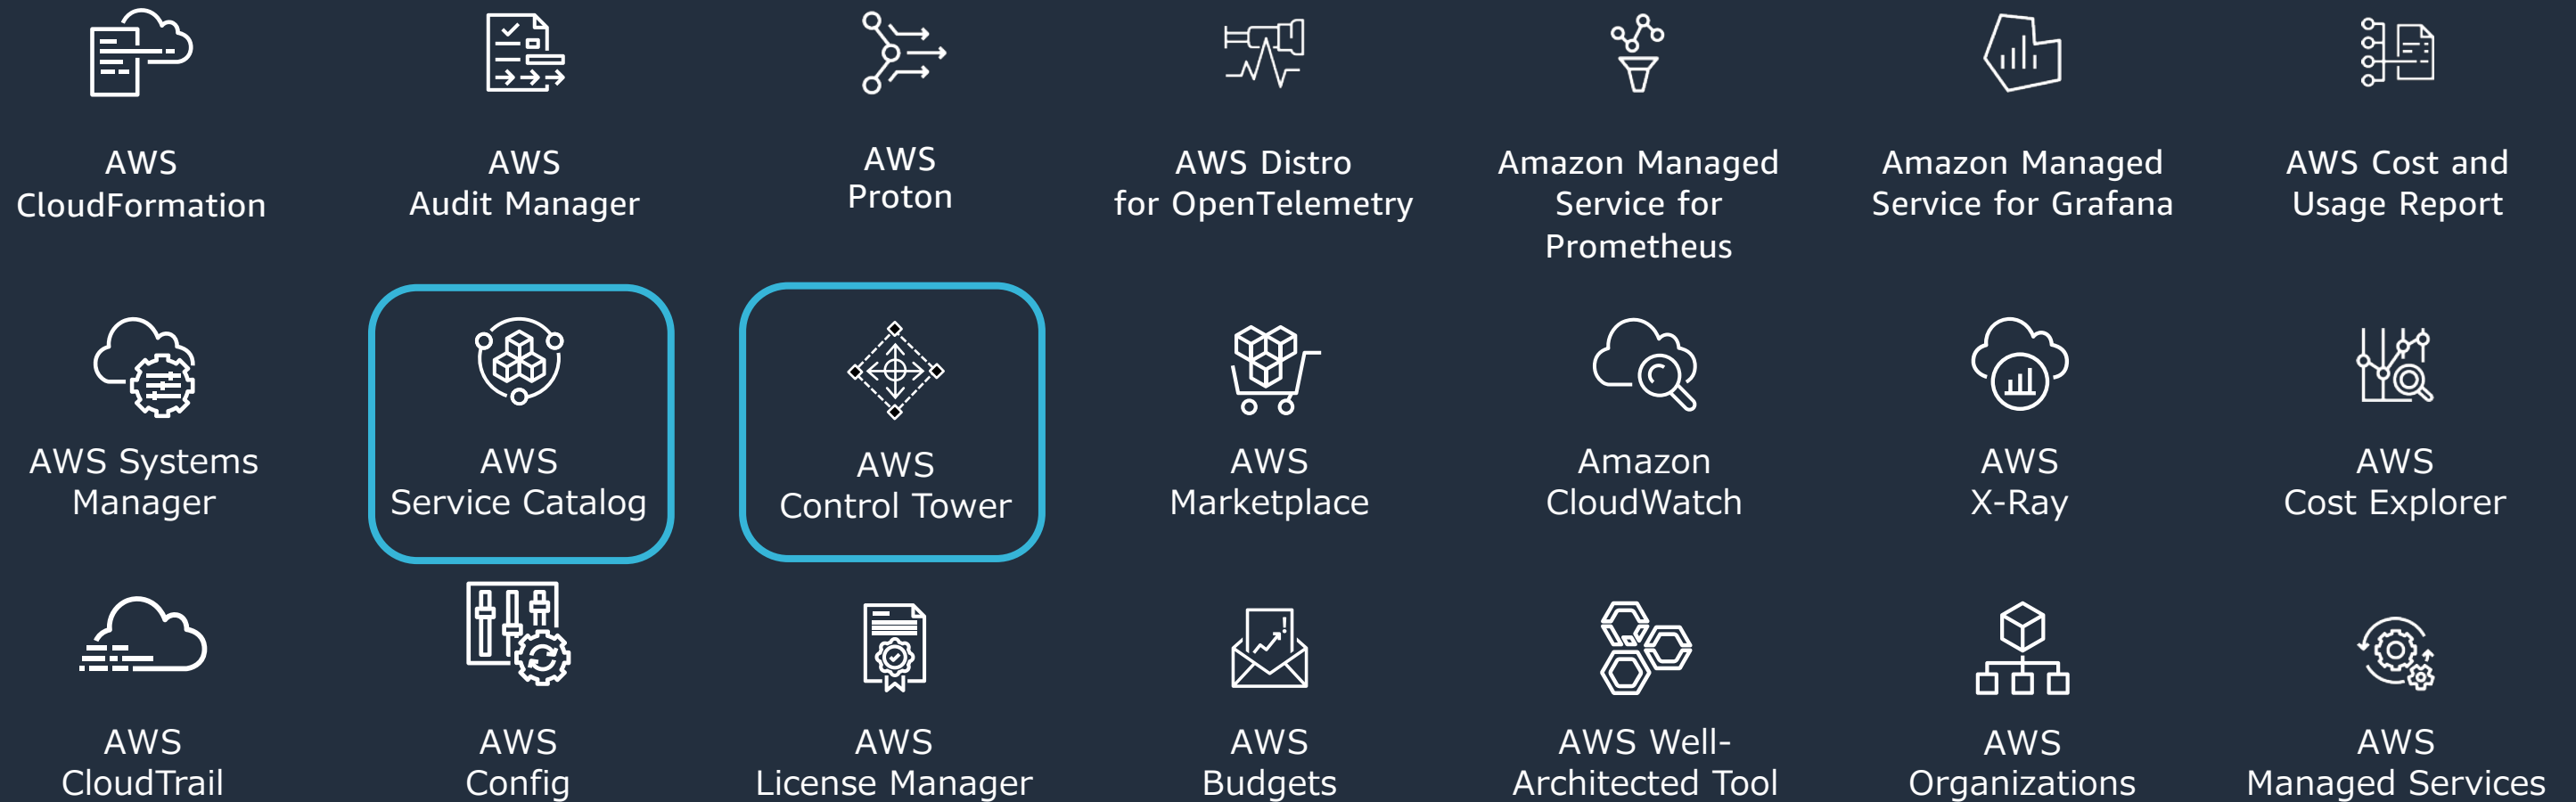 AWS
CloudFormation
AWS
Audit Manager
AWS
Proton
AWS Distro
for OpenTelemetry
Amazon Managed
Service for
Prometheus
Amazon Managed
Service for Grafana
AWS Cost and
Usage Report
AWS Systems
Manager
AWS
Service Catalog
AWS
Control Tower
AWS
Marketplace
Amazon
CloudWatch
AWS
X-Ray
AWS
Cost Explorer
AWS
CloudTrail
AWS
Config
AWS
License Manager
AWS
Budgets
AWS Well-
Architected Tool
AWS
Organizations
AWS
Managed Services